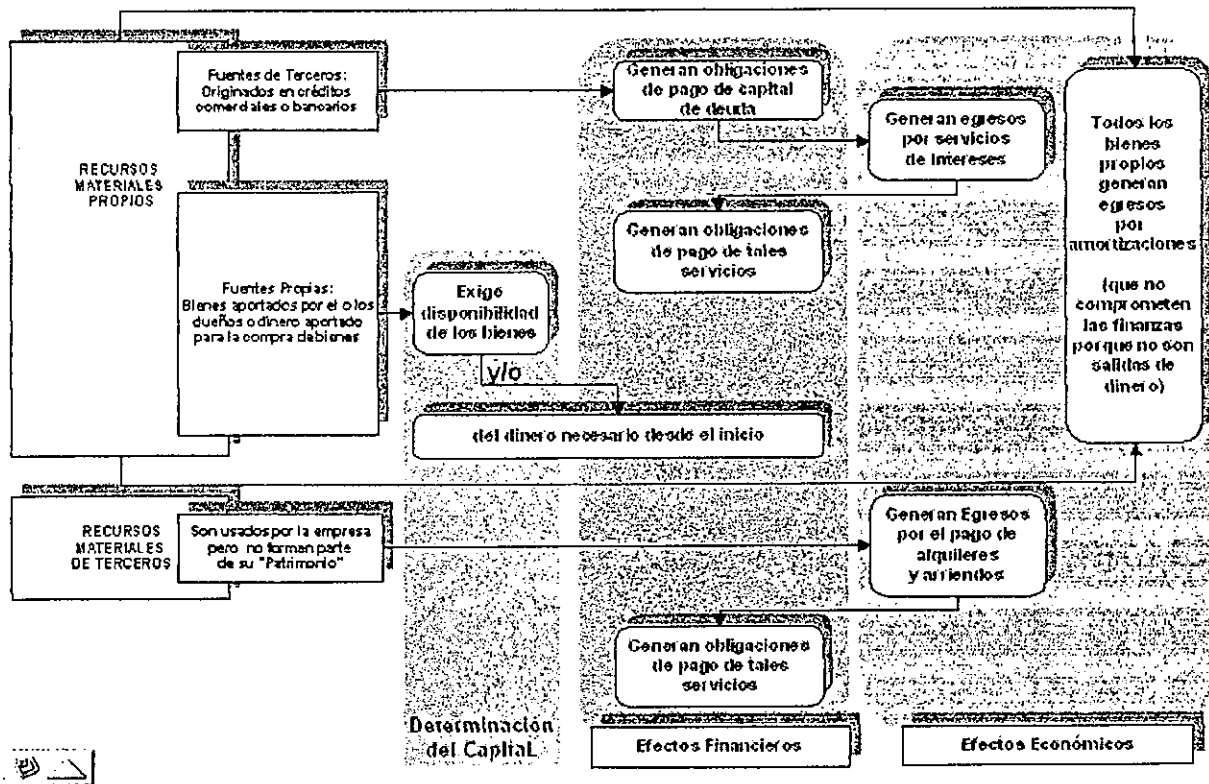 RECURSOS
MATERIALES
PROPIOS
Fuentes de Terceros:
Originados en créditos
comerciales o bancarios
Generan obligaciones
de pago de capital
de deuda
Generan egresos
por servicios
de Intereses
Generan obligaciones
de pago de tales
servicios
Fuentes Propias:
Bienes aportados por el o los
dueños o dinero aportado
para la compra de bienes
Exige
disponibilidad
de los bienes
y/o
del dinero necesario desde el inicio
Todos los
bienes
propios
generan
egresos
por
amortizaciones
(que no
comprometen
las finanzas
porque no son
salidas de
dinero)
RECURSOS
MATERIALES
DE TERCEROS
Son usados por la empresa
pero no forman parte
de su "Patrimonio"
Generan Egresos
por el pago de
alquileres
y arriendos
Generan obligaciones
de pago de tales
servicios
Determinación
del CapitaL
Efectos Financieros
Efectos Económicos